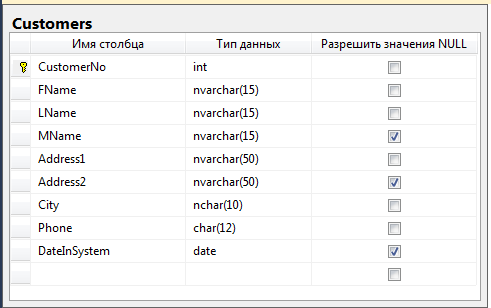 Customers
Имя столбца Тип данных Разрешить значения NULL
CustomerNo int
FName nvarchar(15)
LName nvarchar(15)
MName nvarchar(15)
Address1 nvarchar(50)
Address2 nvarchar(50)
City nchar(10)
Phone char(12)
DateInSystem date